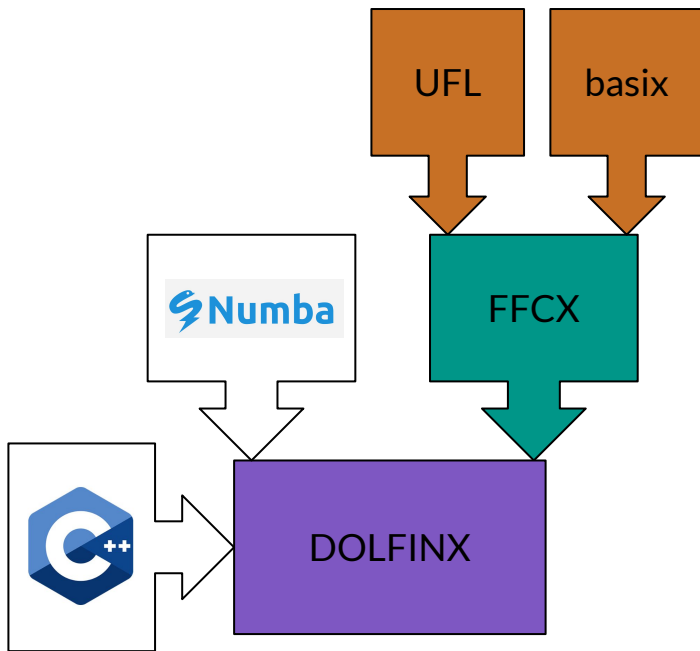 UFL
basix
Numba
FFCX
C++
DOLFINX